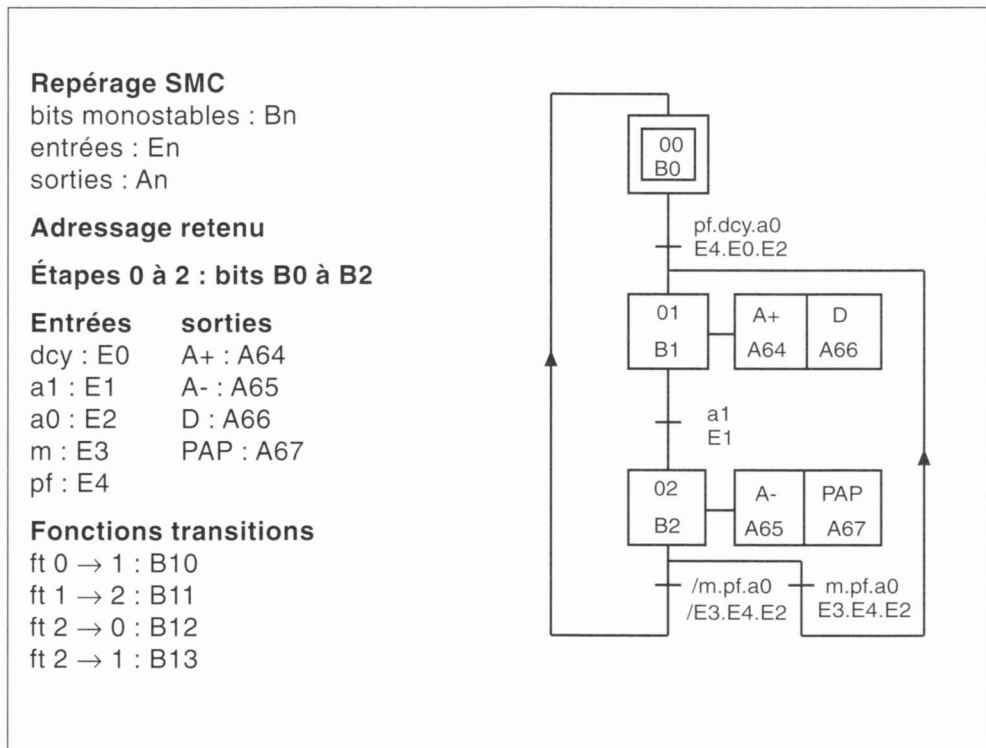 Repérage SMC
bits monostables : Bn
entrées : En
sorties : An
Adressage retenu
Étapes 0 à 2 : bits B0 à B2
Entrées sorties
dcy : E0 A+ : A64
a1 : E1 A- : A65
a0 : E2 D : A66
m : E3 PAP : A67
pf : E4
Fonctions transitions
ft 0 → 1 : B10
ft 1 → 2 : B11
ft 2 → 0 : B12
ft 2 → 1 : B13
00
B0
pf.dcy.a0
E4.E0.E2
01 A+ D
B1 A64 A66
a1
E1
02 A- PAP
B2 A65 A67
/m.pf.a0 m.pf.a0
/E3.E4.E2 E3.E4.E2